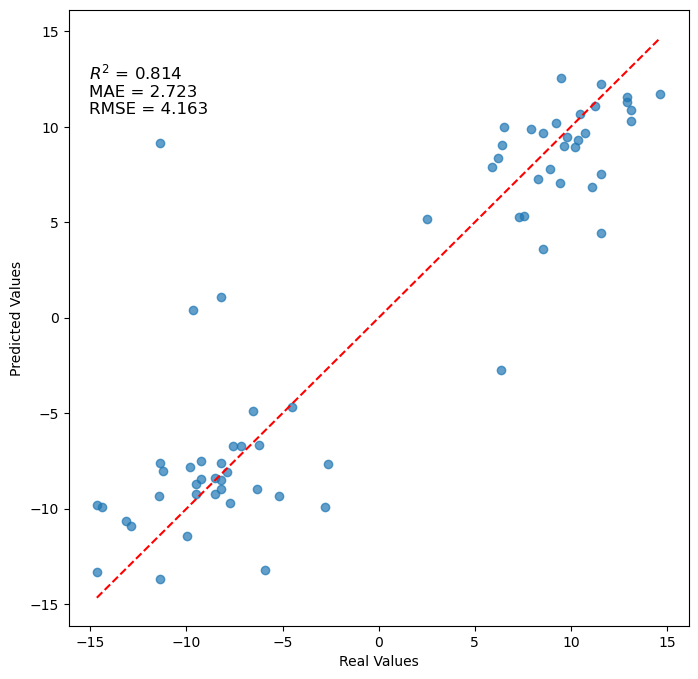 15
10
5
0
−5
−10
−15
R² = 0.814
MAE = 2.723
RMSE = 4.163
Predicted Values
−15 −10 −5 0 5 10 15
Real Values